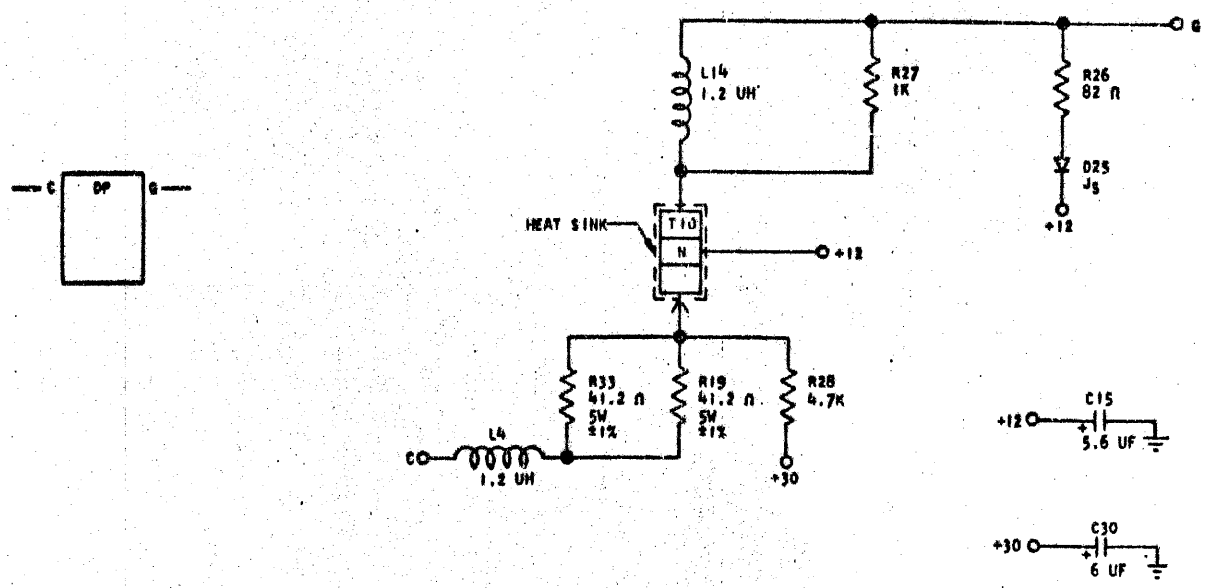 G
L14
1.2 UH
R27
1K
R26
82 Ω
D25
J5
+12
C DP G
HEAT SINK
T10
N
+12
R33
41.2 Ω
5W
±1%
R19
41.2 Ω
5W
±1%
R28
4.7K
+30
C
L4
1.2 UH
C15
+12
+
5.6 UF
C30
+30
+
6 UF